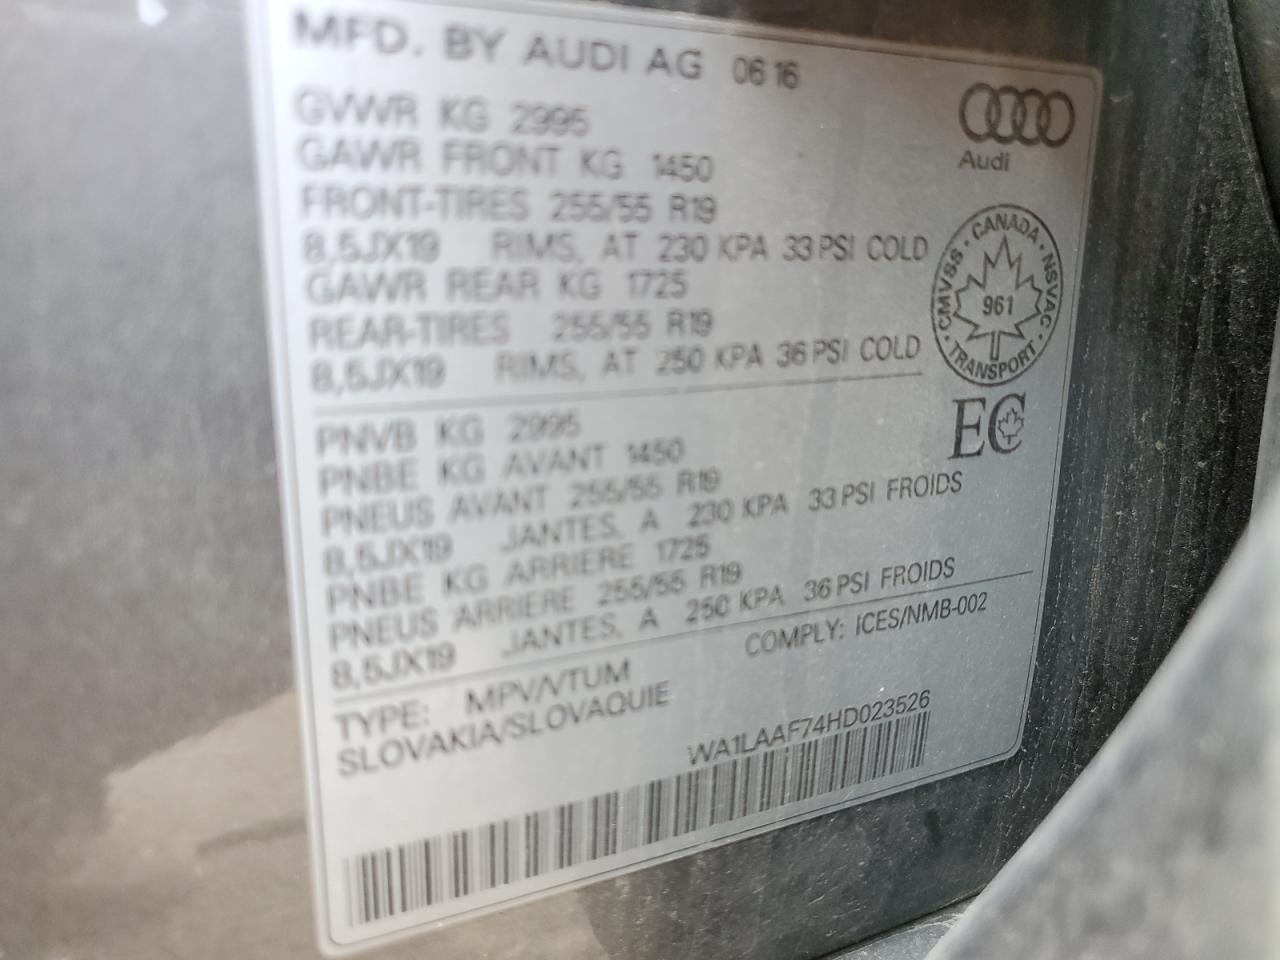 MFD. BY AUDI AG 06 16
GVWR KG 2995
GAWR FRONT KG 1450
FRONT-TIRES 255/55 R19
8,5JX19 RIMS, AT 230 KPA 33 PSI COLD
GAWR REAR KG 1725
REAR-TIRES 255/55 R19
8,5JX19 RIMS, AT 250 KPA 36 PSI COLD
Audi
CMVSS · CANADA · NSVAC · TRANSPORT ·
961
EC
PNVB KG 2995
PNBE KG AVANT 1450
PNEUS AVANT 255/55 R19
8,5JX19 JANTES, A 230 KPA 33 PSI FROIDS
PNBE KG ARRIERE 1725
PNEUS ARRIERE 255/55 R19
8,5JX19 JANTES, A 250 KPA 36 PSI FROIDS
COMPLY: ICES/NMB-002
TYPE: MPV/VTUM
SLOVAKIA/SLOVAQUIE
WA1LAAF74HD023526